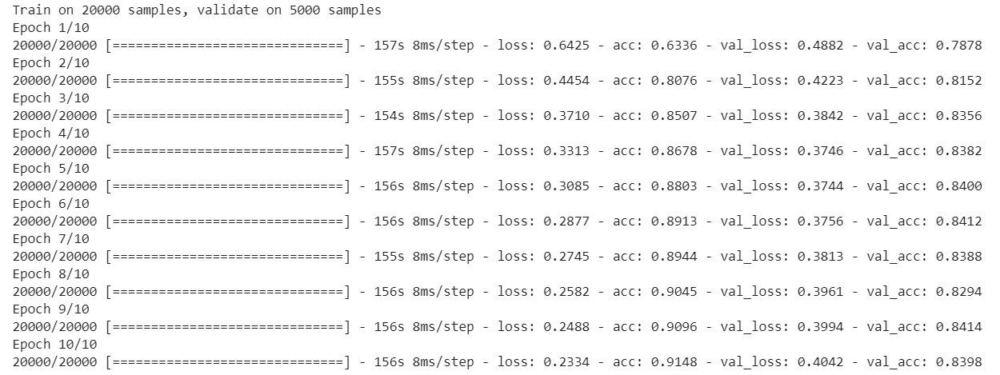 Train on 20000 samples, validate on 5000 samples
Epoch 1/10
20000/20000 [==============================] - 157s 8ms/step - loss: 0.6425 - acc: 0.6336 - val_loss: 0.4882 - val_acc: 0.7878
Epoch 2/10
20000/20000 [==============================] - 155s 8ms/step - loss: 0.4454 - acc: 0.8076 - val_loss: 0.4223 - val_acc: 0.8152
Epoch 3/10
20000/20000 [==============================] - 154s 8ms/step - loss: 0.3710 - acc: 0.8507 - val_loss: 0.3842 - val_acc: 0.8356
Epoch 4/10
20000/20000 [==============================] - 157s 8ms/step - loss: 0.3313 - acc: 0.8678 - val_loss: 0.3746 - val_acc: 0.8382
Epoch 5/10
20000/20000 [==============================] - 156s 8ms/step - loss: 0.3085 - acc: 0.8803 - val_loss: 0.3744 - val_acc: 0.8400
Epoch 6/10
20000/20000 [==============================] - 156s 8ms/step - loss: 0.2877 - acc: 0.8913 - val_loss: 0.3756 - val_acc: 0.8412
Epoch 7/10
20000/20000 [==============================] - 155s 8ms/step - loss: 0.2745 - acc: 0.8944 - val_loss: 0.3813 - val_acc: 0.8388
Epoch 8/10
20000/20000 [==============================] - 156s 8ms/step - loss: 0.2582 - acc: 0.9045 - val_loss: 0.3961 - val_acc: 0.8294
Epoch 9/10
20000/20000 [==============================] - 156s 8ms/step - loss: 0.2488 - acc: 0.9096 - val_loss: 0.3994 - val_acc: 0.8414
Epoch 10/10
20000/20000 [==============================] - 156s 8ms/step - loss: 0.2334 - acc: 0.9148 - val_loss: 0.4042 - val_acc: 0.8398